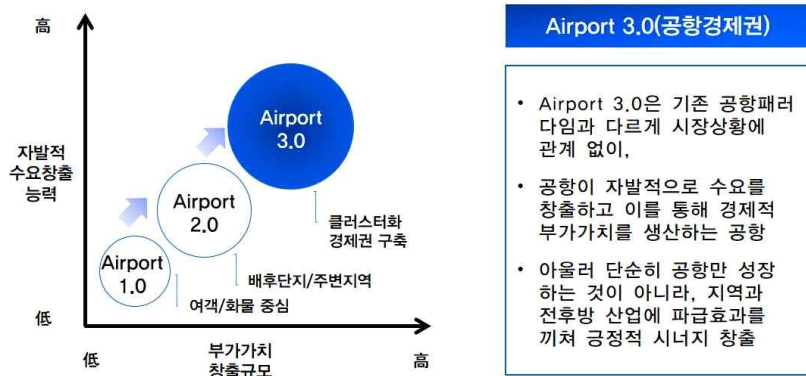 高
자발적
수요창출
능력
低
Airport
3.0
Airport
2.0
Airport
1.0
클러스터화
경제권 구축
배후단지/주변지역
여객/화물 중심
低
부가가치
창출규모
高
Airport 3.0(공항경제권)
• Airport 3.0은 기존 공항패러
다임과 다르게 시장상황에
관계 없이,
• 공항이 자발적으로 수요를
창출하고 이를 통해 경제적
부가가치를 생산하는 공항
• 아울러 단순히 공항만 성장
하는 것이 아니라, 지역과
전후방 산업에 파급효과를
끼쳐 긍정적 시너지 창출